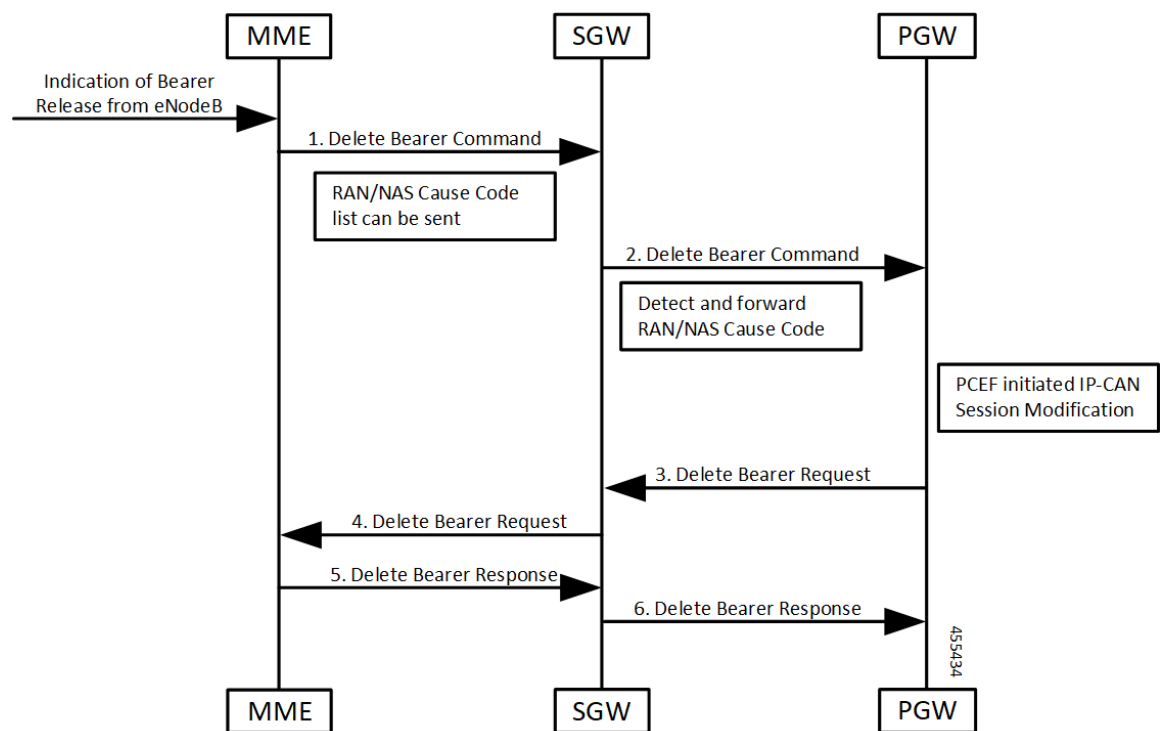 MME
SGW
PGW
Indication of Bearer
Release from eNodeB
1. Delete Bearer Command
RAN/NAS Cause Code
list can be sent
2. Delete Bearer Command
Detect and forward
RAN/NAS Cause Code
PCEF initiated IP-CAN
Session Modification
3. Delete Bearer Request
4. Delete Bearer Request
5. Delete Bearer Response
6. Delete Bearer Response
455434
MME
SGW
PGW